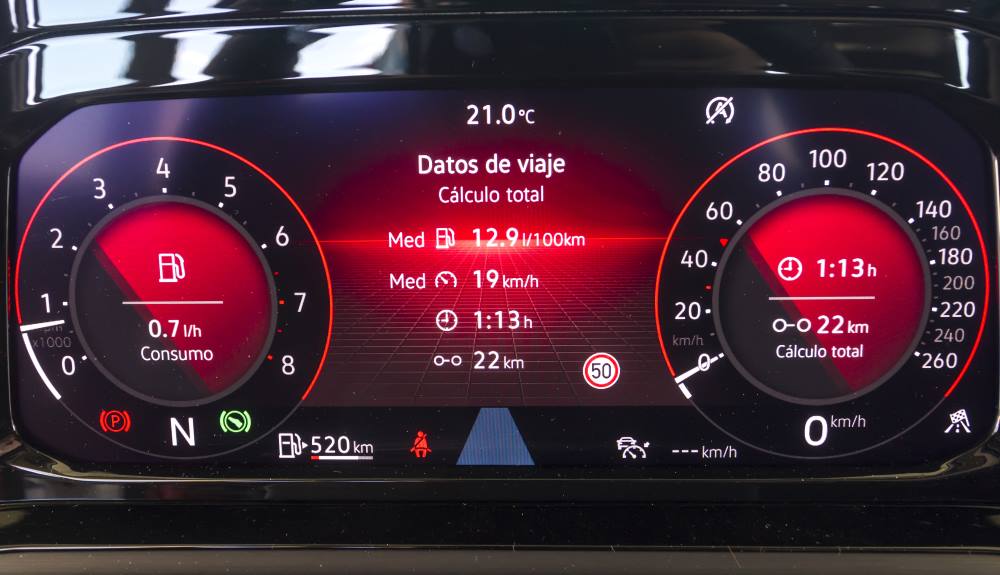 21.0°C
Datos de viaje
Cálculo total
Med 12.9 l/100km
Med 19 km/h
1:13 h
22 km
50
0
1
2
3
4
5
6
7
8
x1000
0.7 l/h
Consumo
0
20
40
60
80
100
120
140
160
180
200
220
240
260
km/h
1:13 h
22 km
Cálculo total
P
N
520 km
--- km/h
0 km/h